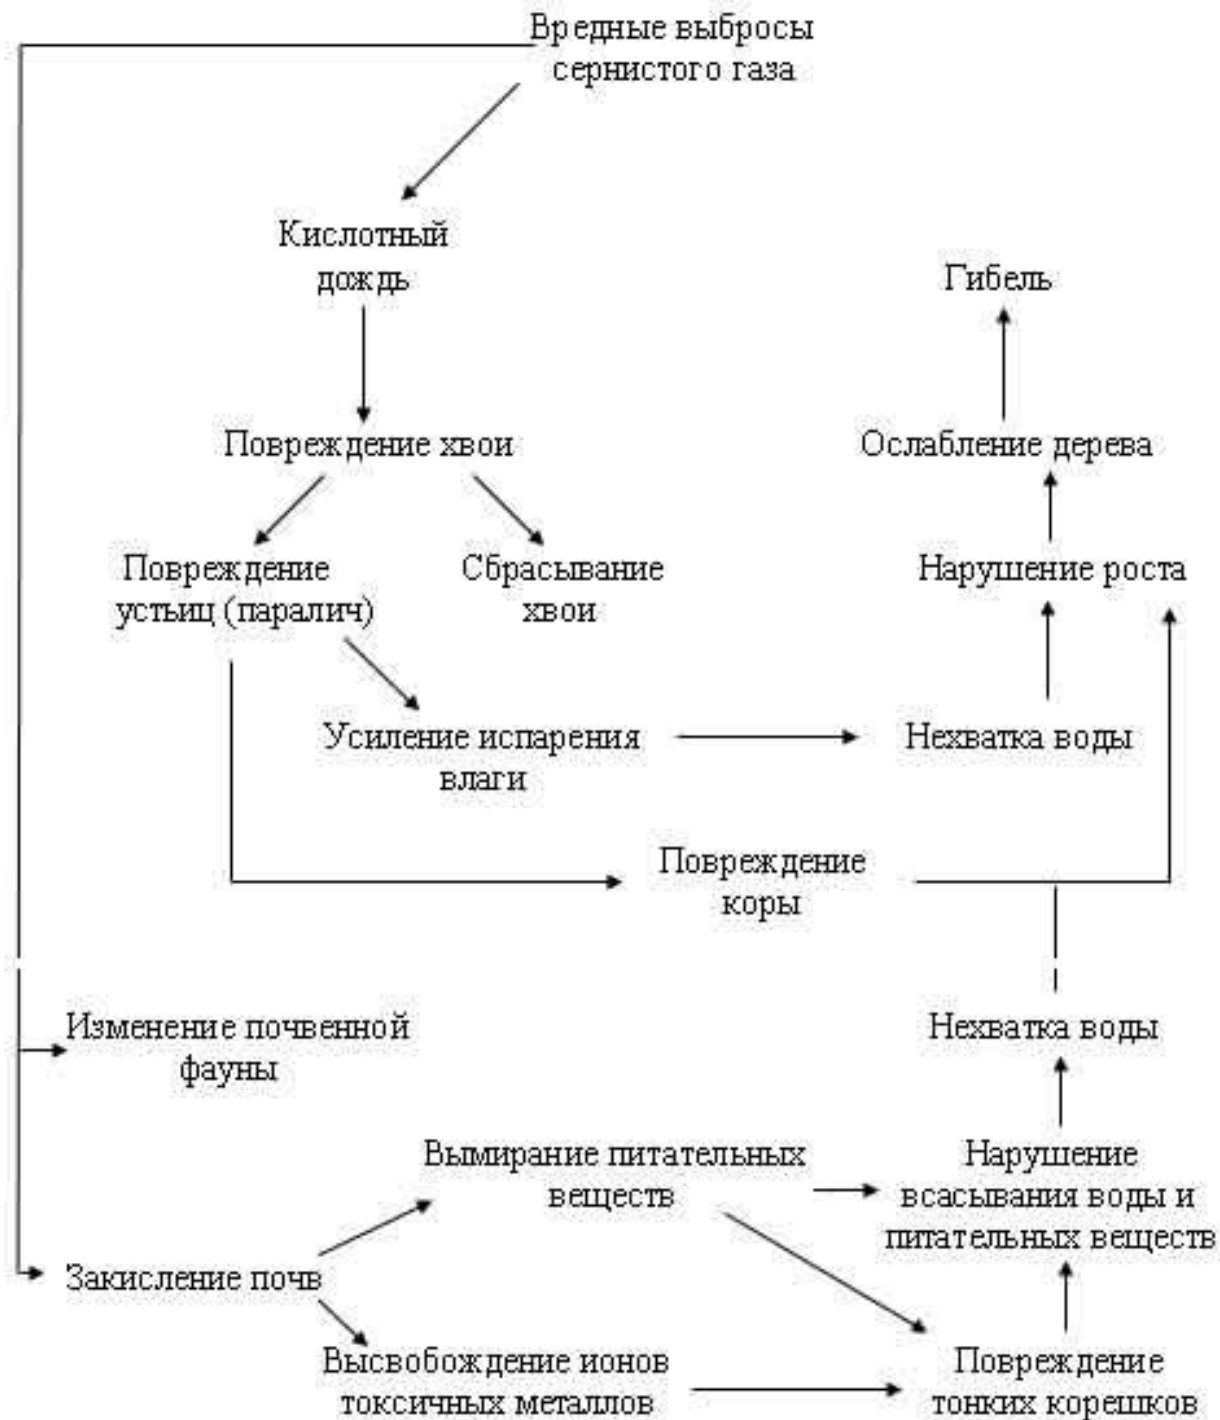 Вредные выбросы
сернистого газа
Кислотный
дождь
Гибель
Повреждение хвои
Ослабление дерева
Повреждение
устьиц (паралич)
Сбрасывание
хвои
Нарушение роста
Усиление испарения
влаги
Нехватка воды
Повреждение
коры
Изменение почвенной
фауны
Нехватка воды
Вымирание питательных
веществ
Нарушение
всасывания воды и
питательных веществ
Закисление почв
Высвобождение ионов
токсичных металлов
Повреждение
тонких корешков